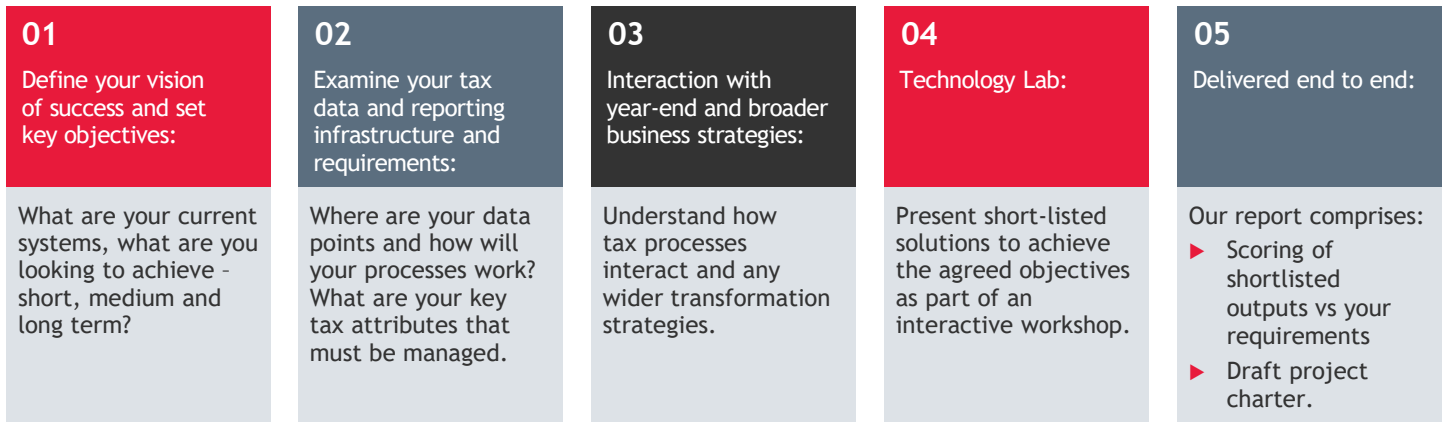 01
Define your vision
of success and set
key objectives:
What are your current
systems, what are you
looking to achieve –
short, medium and
long term?
02
Examine your tax
data and reporting
infrastructure and
requirements:
Where are your data
points and how will
your processes work?
What are your key
tax attributes that
must be managed.
03
Interaction with
year-end and broader
business strategies:
Understand how
tax processes
interact and any
wider transformation
strategies.
04
Technology Lab:
Present short-listed
solutions to achieve
the agreed objectives
as part of an
interactive workshop.
05
Delivered end to end:
Our report comprises:
Scoring of
shortlisted
outputs vs your
requirements
Draft project
charter.